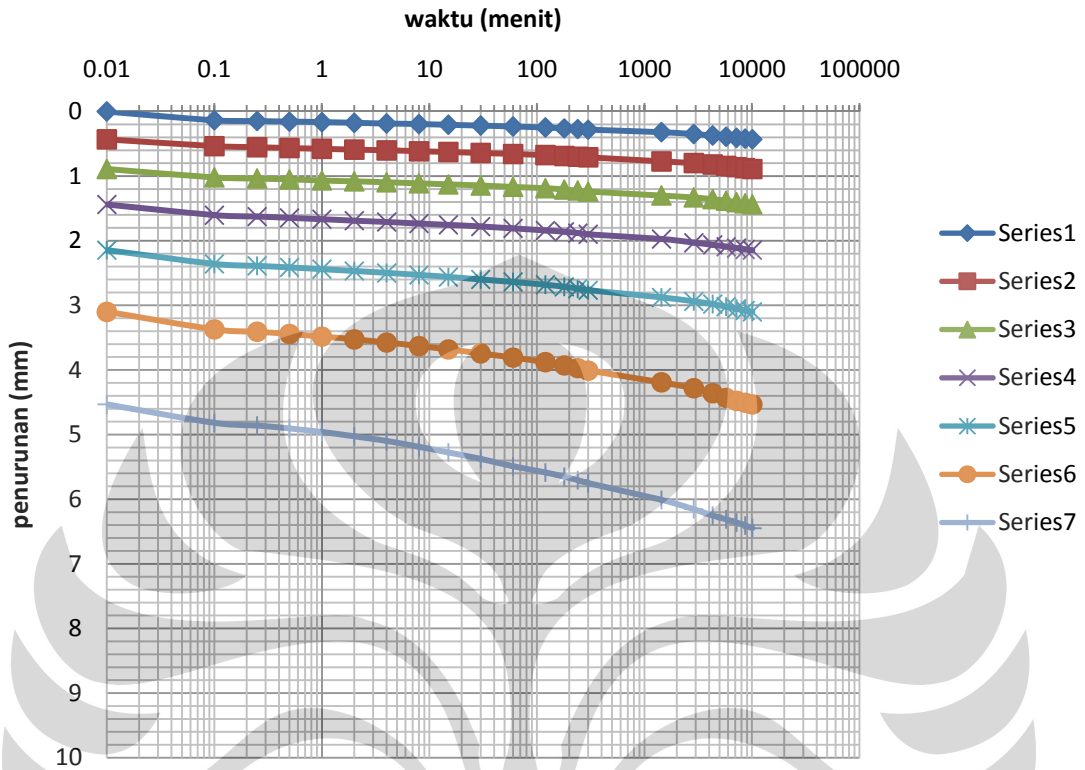 waktu (menit)
0.01 0.1 1 10 100 1000 10000 100000
0
1
2
3
4
5
6
7
8
9
10
penurunan (mm)
Series1
Series2
Series3
Series4
Series5
Series6
Series7